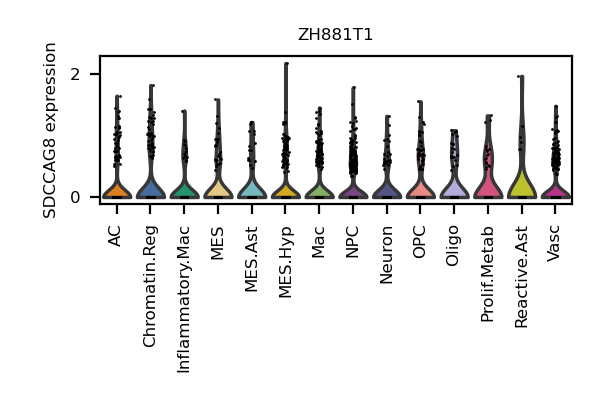 ZH881T1
SDCCAG8 expression
2
0
AC
Chromatin.Reg
Inflammatory.Mac
MES
MES.Ast
MES.Hyp
Mac
NPC
Neuron
OPC
Oligo
Prolif.Metab
Reactive.Ast
Vasc